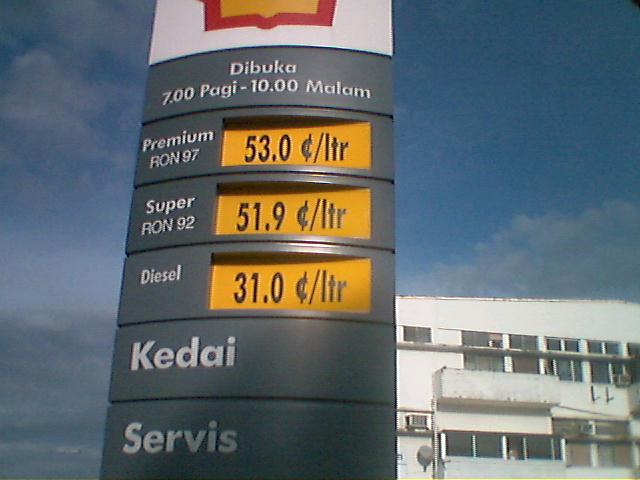 Dibuka
7.00 Pagi - 10.00 Malam
Premium
RON 97
53.0 ¢/ltr
Super
RON 92
51.9 ¢/ltr
Diesel
31.0 ¢/ltr
Kedai
Servis